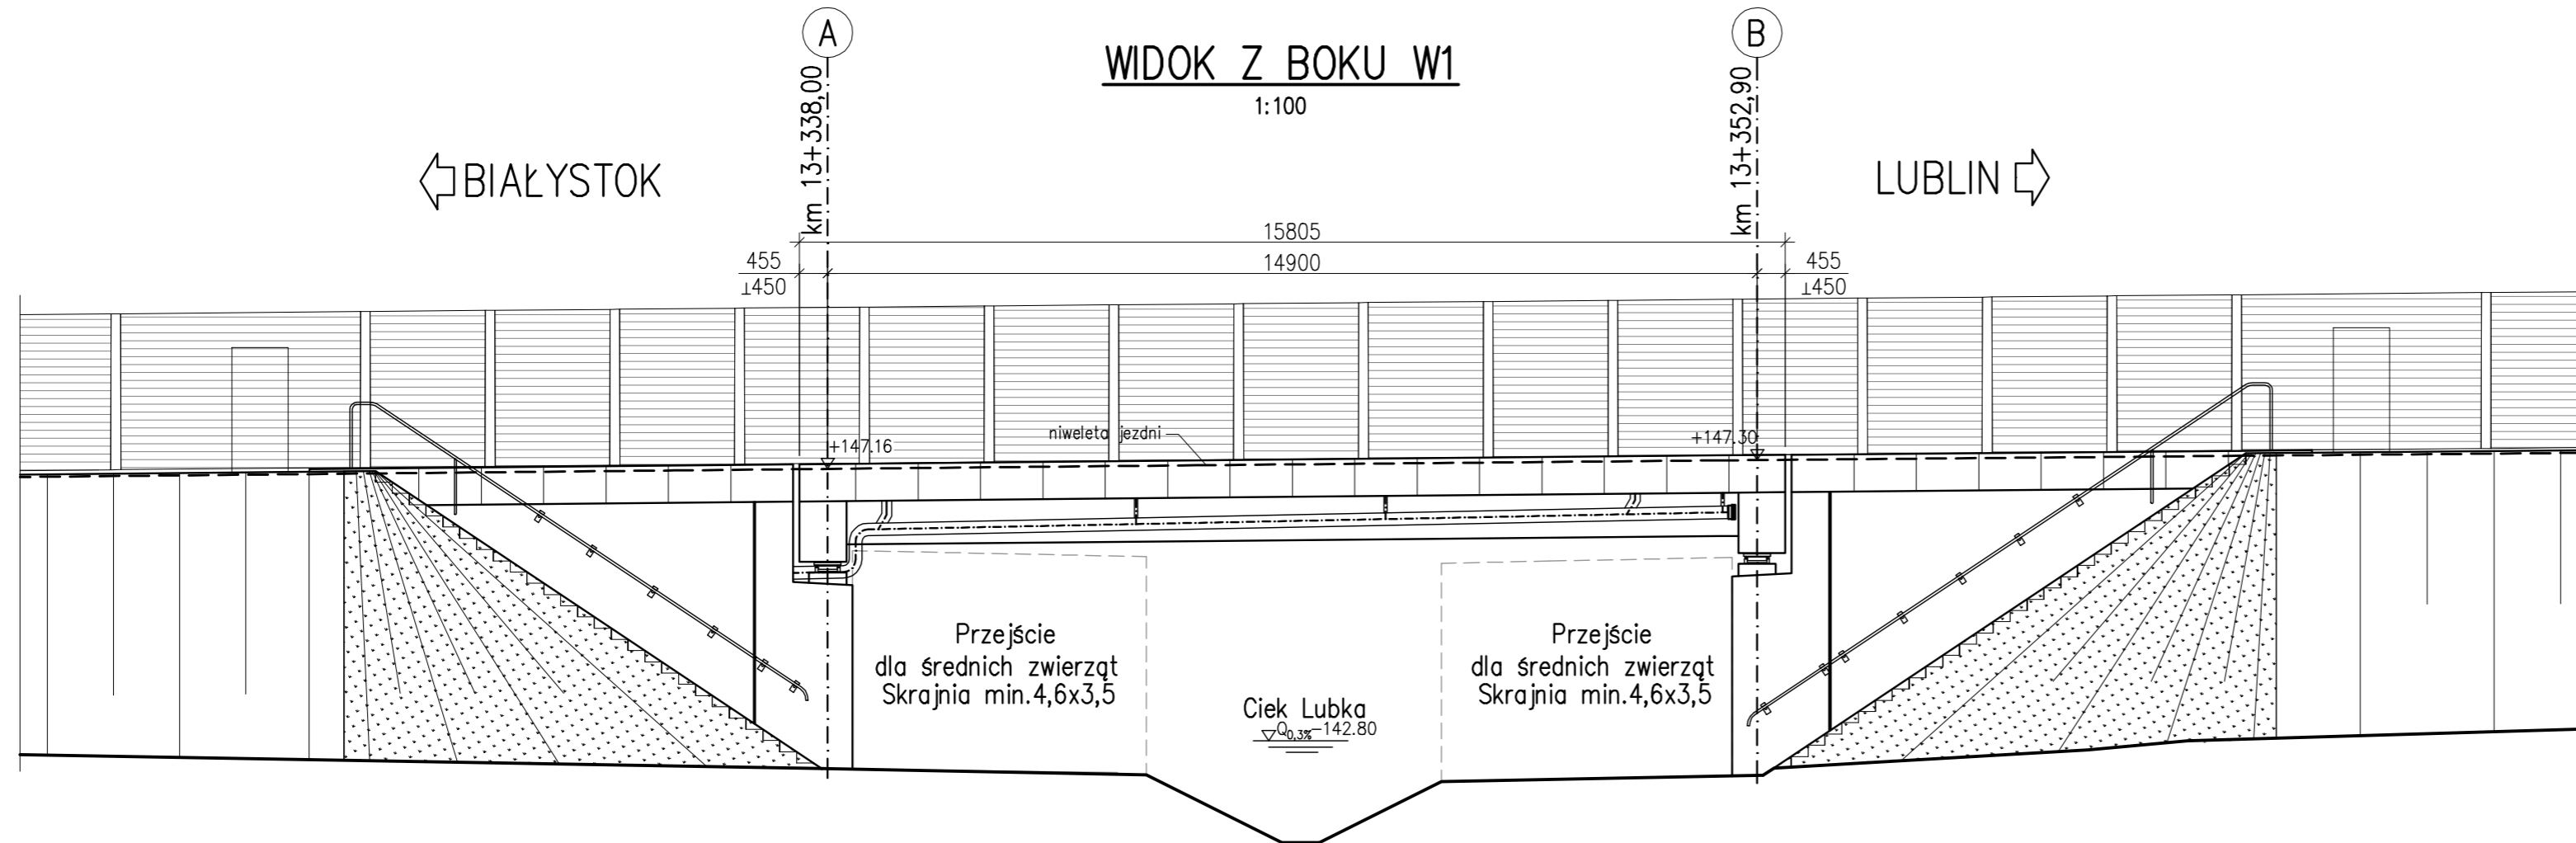 A
B
WIDOK Z BOKU W1
1:100
km 13+338,00
km 13+352,90
BIAŁYSTOK
LUBLIN
15805
455
14900
455
⊥450
⊥450
niweleta jezdni
+147.16
+147.30
Przejście
dla średnich zwierząt
Skrajnia min.4,6x3,5
Przejście
dla średnich zwierząt
Skrajnia min.4,6x3,5
Ciek Lubka
Q0,3%-142.80